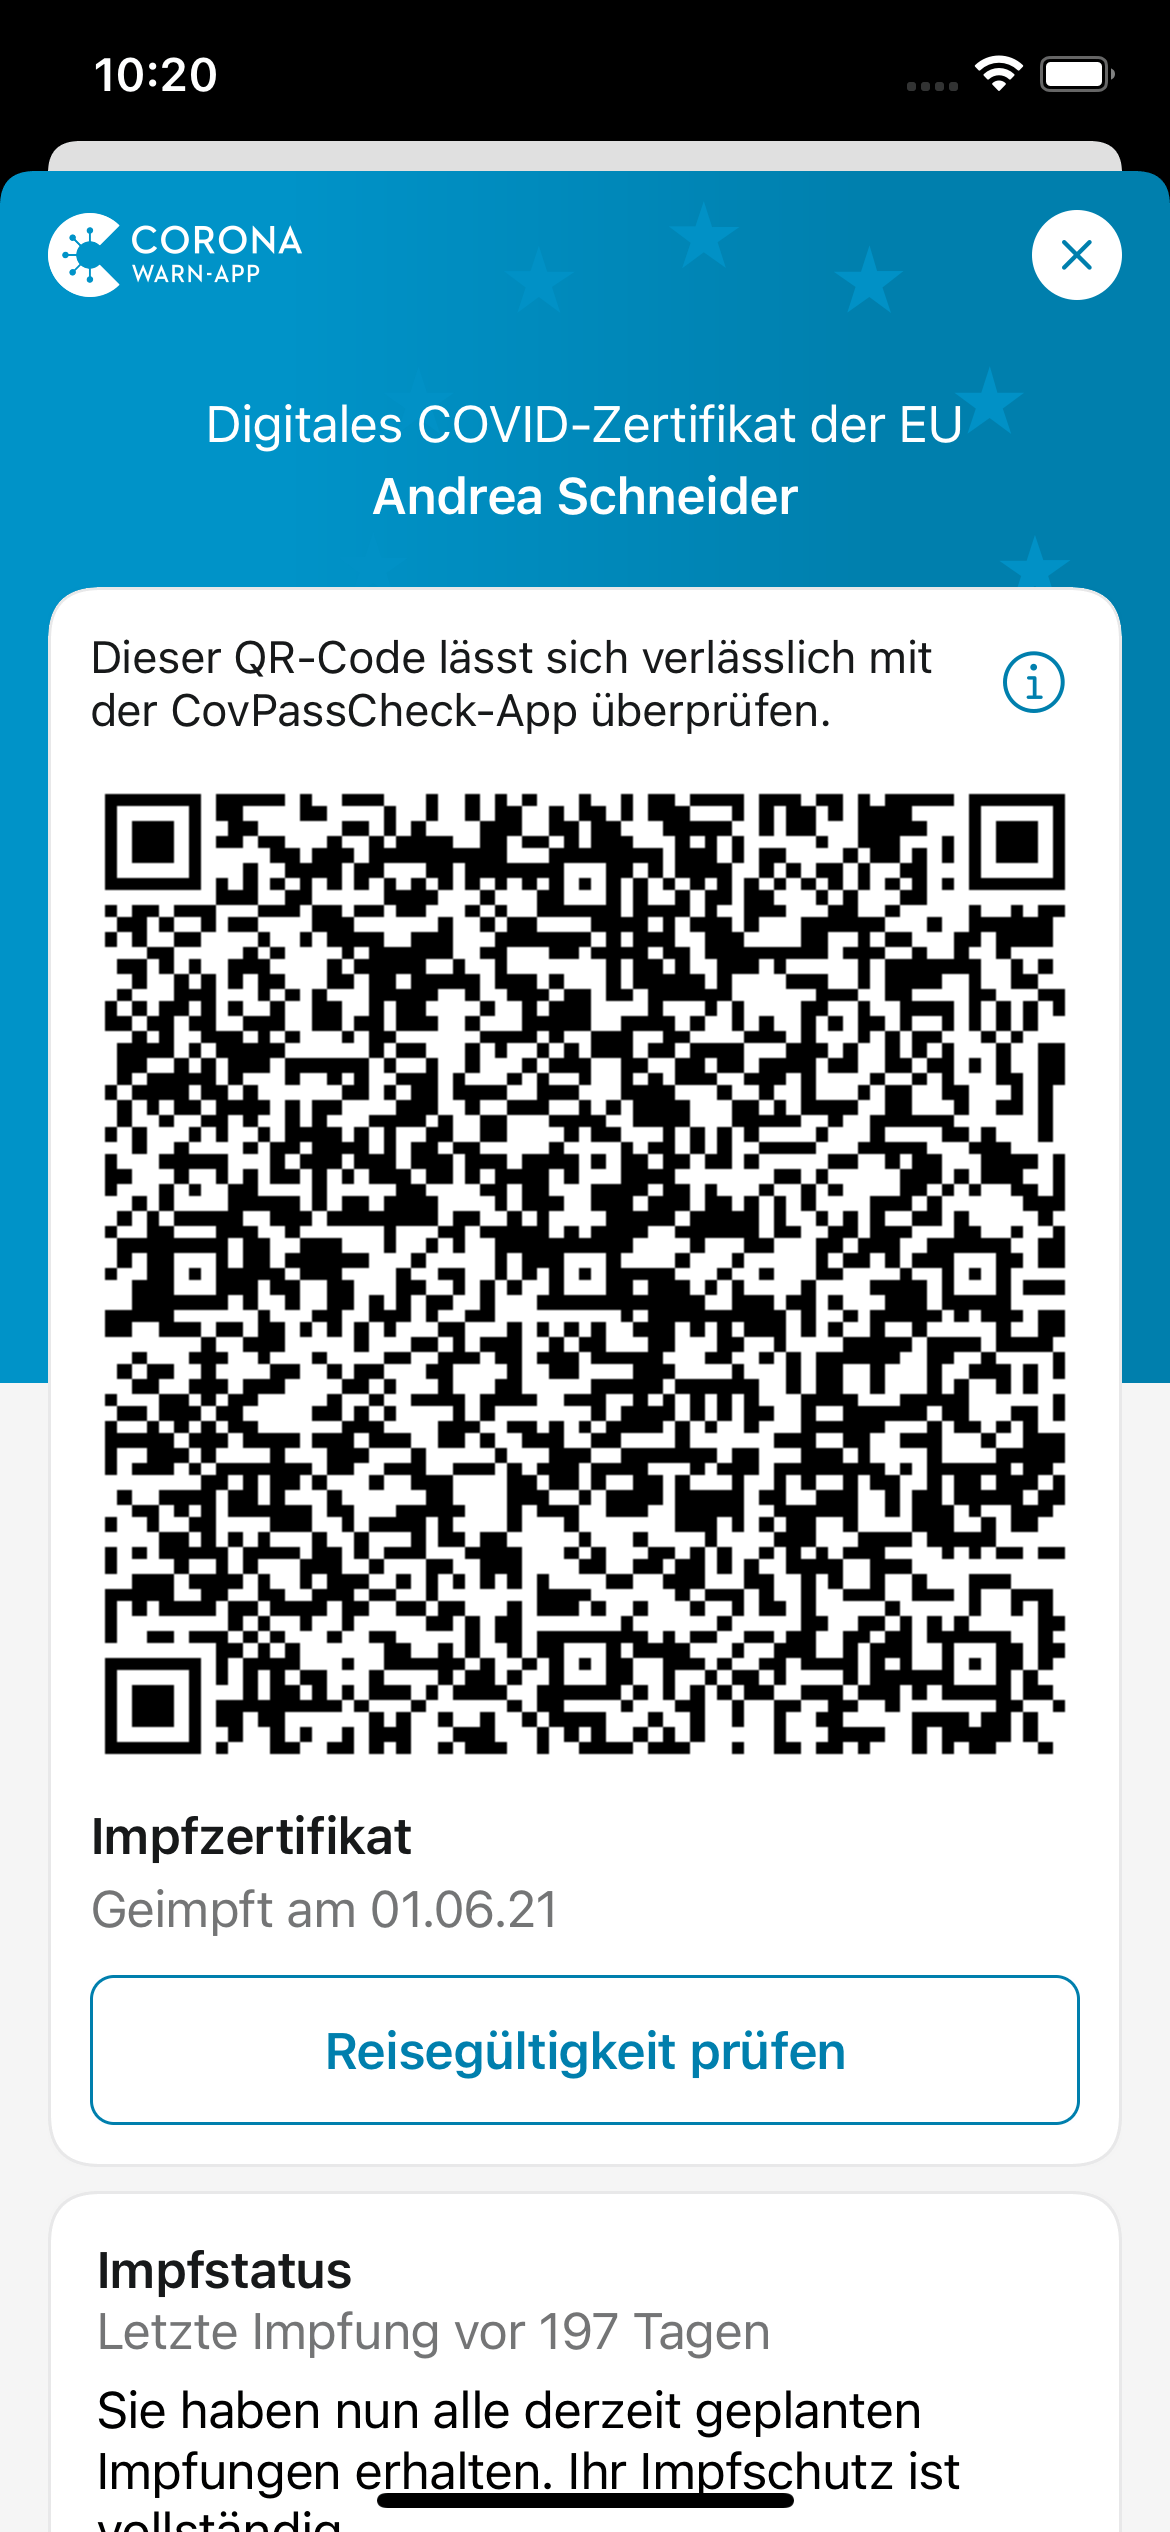 10:20
CORONA
WARN-APP
Digitales COVID-Zertifikat der EU
Andrea Schneider
Dieser QR-Code lässt sich verlässlich mit
der CovPassCheck-App überprüfen.
Impfzertifikat
Geimpft am 01.06.21
Reisegültigkeit prüfen
Impfstatus
Letzte Impfung vor 197 Tagen
Sie haben nun alle derzeit geplanten
Impfungen erhalten. Ihr Impfschutz ist
vollständig